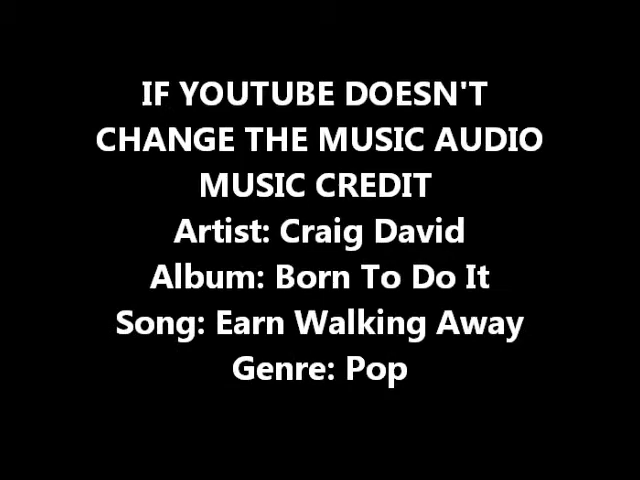 IF YOUTUBE DOESN'T
CHANGE THE MUSIC AUDIO
MUSIC CREDIT
Artist: Craig David
Album: Born To Do It
Song: Earn Walking Away
Genre: Pop